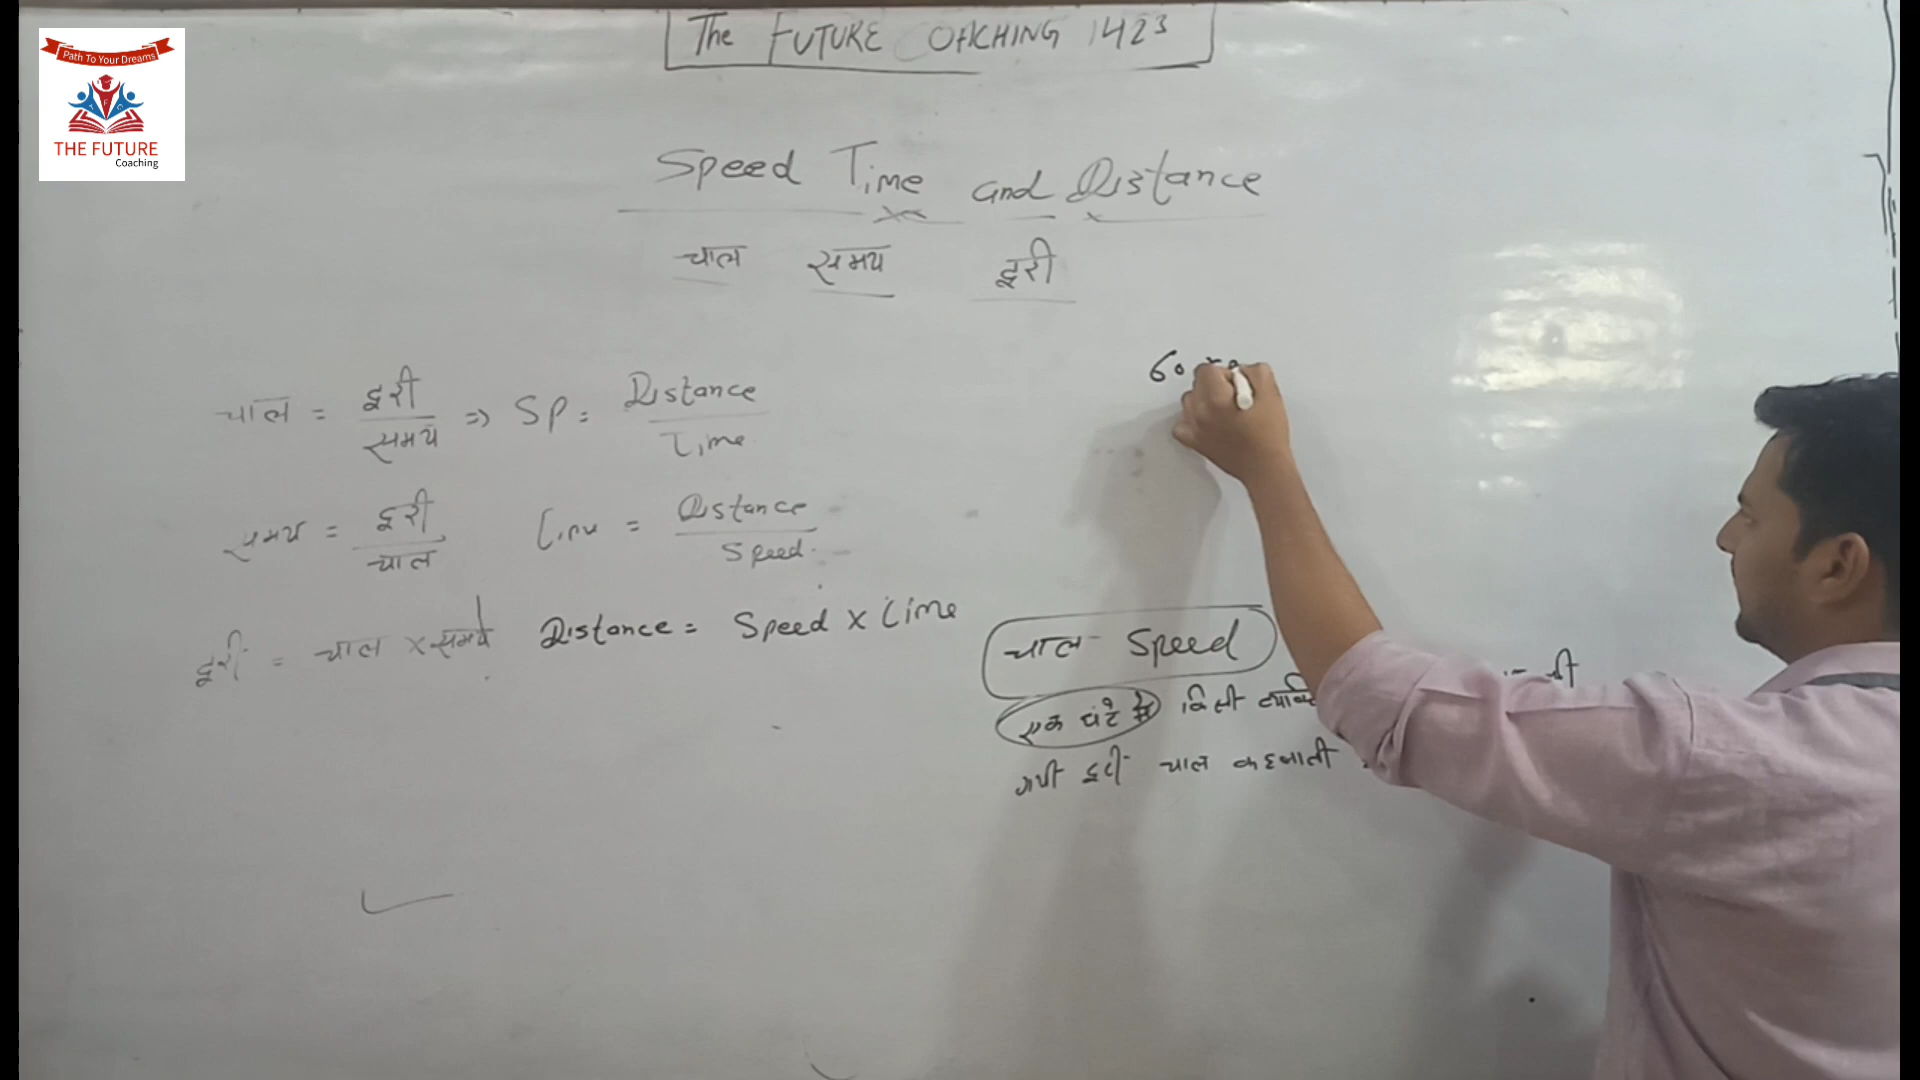 Path To Your Dreams
THE FUTURE
Coaching
The FUTURE COACHING 1423
Speed Time and Distance
चाल समय दूरी
चाल = दूरी / समय => SP = Distance / Time
समय = दूरी / चाल Time = Distance / Speed
दूरी = चाल x समय Distance = Speed x Time
60
चाल - Speed
एक घंटे में किसी
गयी दूरी चाल कहलाती